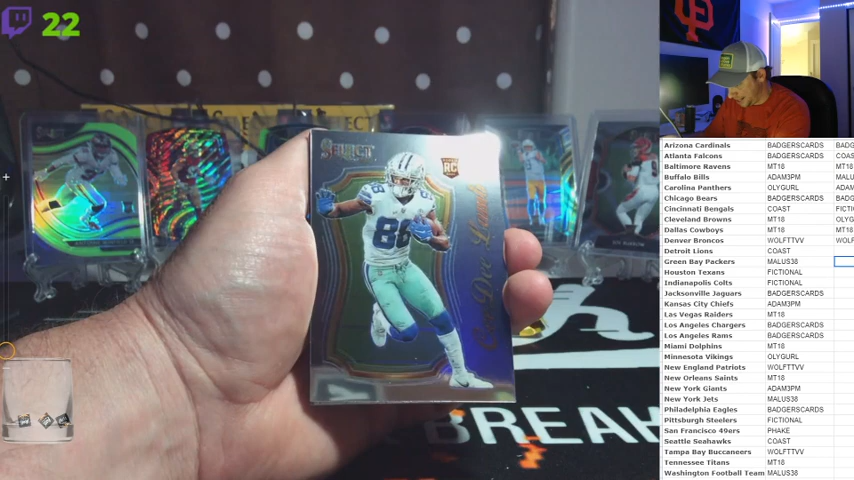 22
SELECT
RC
88
CeeDee Lamb
BREAK
Arizona Cardinals BADGERSCARDS BADG
Atlanta Falcons BADGERSCARDS COAS
Baltimore Ravens MT18 MT18
Buffalo Bills ADAM3PM MALU
Carolina Panthers OLYGURL ADAM
Chicago Bears BADGERSCARDS BADG
Cincinnati Bengals COAST FICTI
Cleveland Browns MT18 OLYG
Dallas Cowboys MT18 MT18
Denver Broncos WOLFTTVV WOLF
Detroit Lions COAST
Green Bay Packers MALUS38
Houston Texans FICTIONAL
Indianapolis Colts FICTIONAL
Jacksonville Jaguars BADGERSCARDS
Kansas City Chiefs ADAM3PM
Las Vegas Raiders MT18
Los Angeles Chargers BADGERSCARDS
Los Angeles Rams BADGERSCARDS
Miami Dolphins MT18
Minnesota Vikings OLYGURL
New England Patriots WOLFTTVV
New Orleans Saints MT18
New York Giants ADAM3PM
New York Jets MALUS38
Philadelphia Eagles BADGERSCARDS
Pittsburgh Steelers FICTIONAL
San Francisco 49ers PHAKE
Seattle Seahawks COAST
Tampa Bay Buccaneers WOLFTTVV
Tennessee Titans MT18
Washington Football Team MALUS38